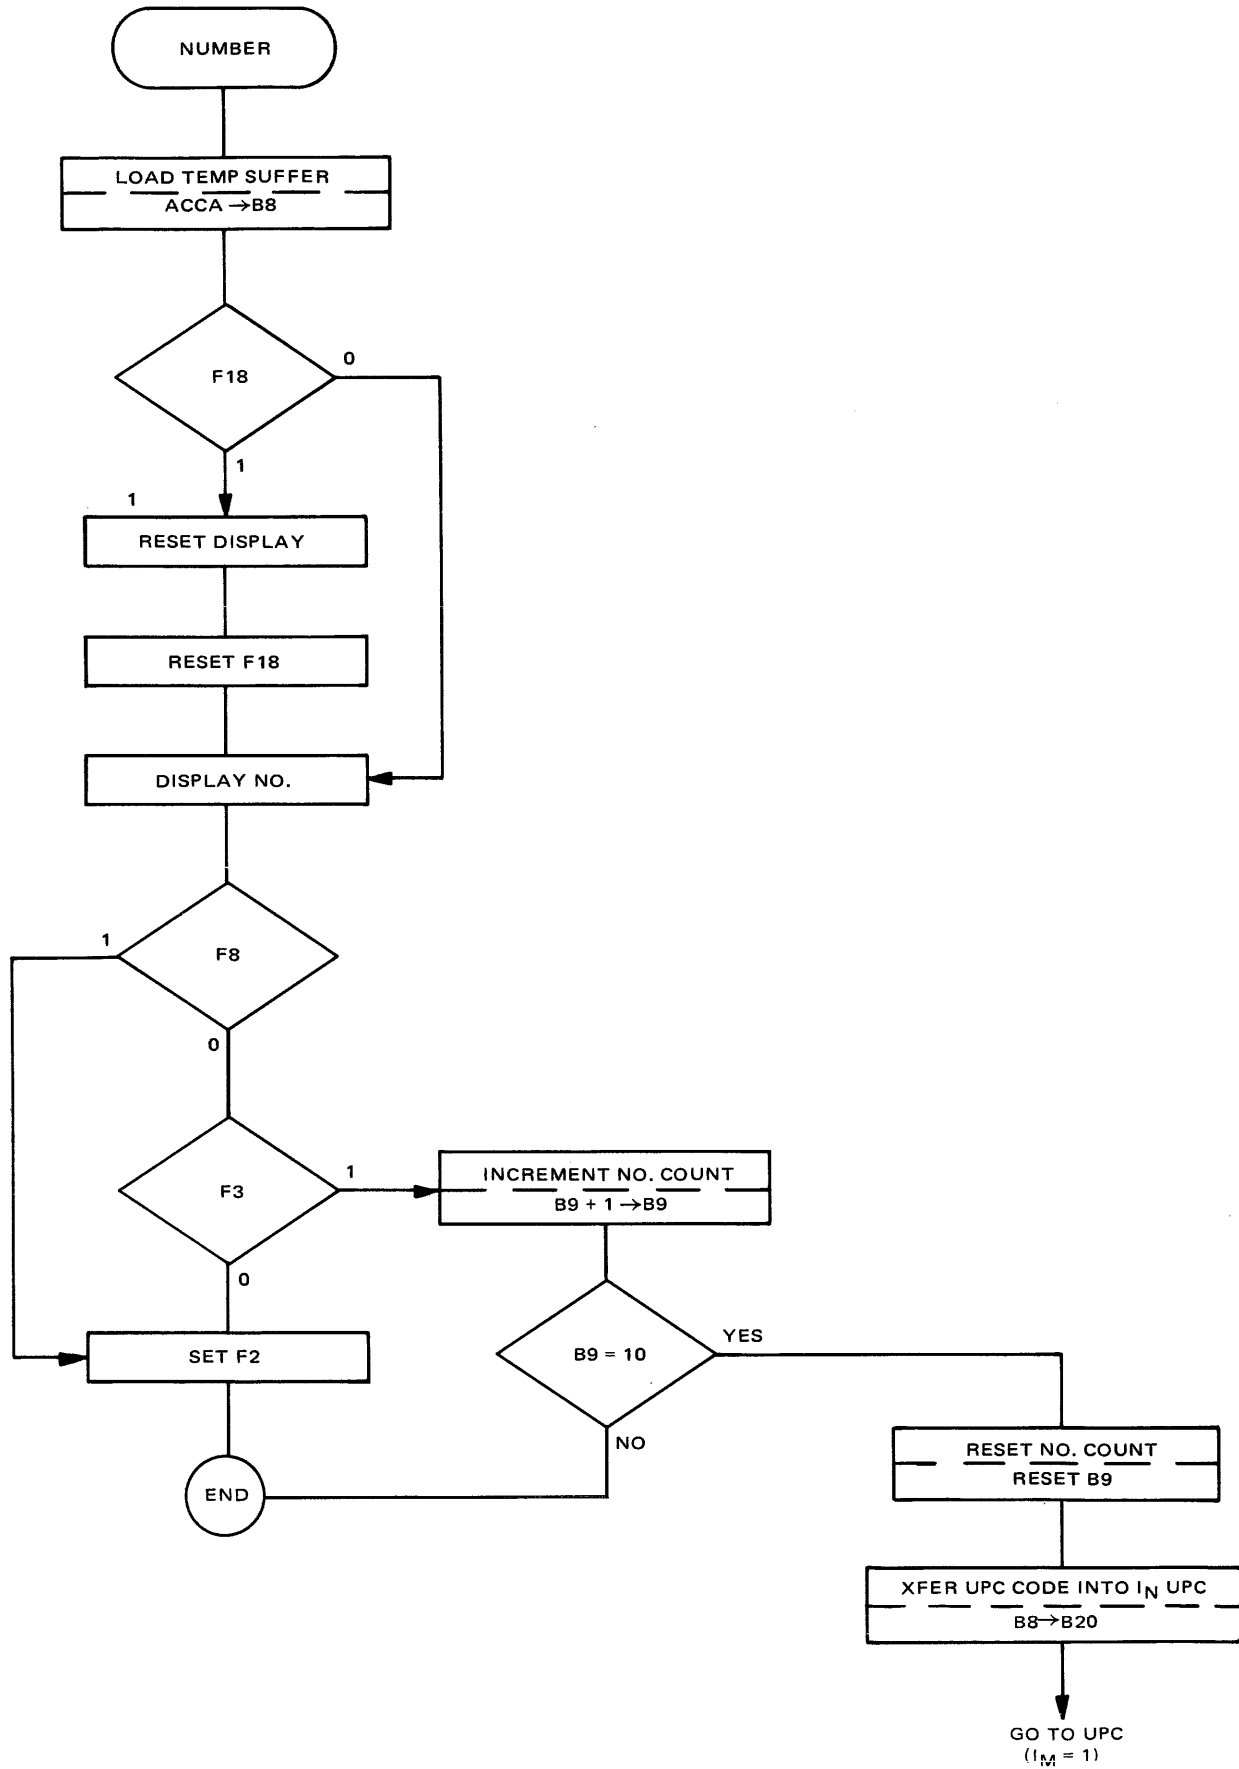 NUMBER
LOAD TEMP SUFFER
ACCA →B8
F18
0
1
1
RESET DISPLAY
RESET F18
DISPLAY NO.
1
F8
0
F3
1
INCREMENT NO. COUNT
B9 + 1 →B9
0
SET F2
B9 = 10
YES
NO
END
RESET NO. COUNT
RESET B9
XFER UPC CODE INTO IN UPC
B8→B20
GO TO UPC
(IM = 1)